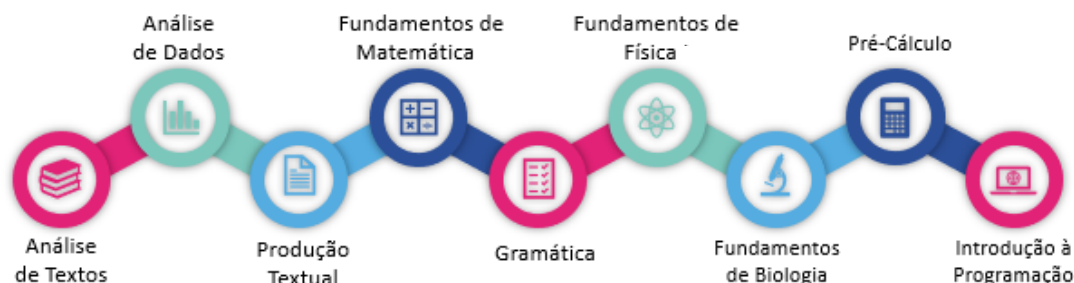 Análise
de Dados
Fundamentos de
Matemática
Fundamentos de
Física
Pré-Cálculo
Análise
de Textos
Produção
Textual
Gramática
Fundamentos
de Biologia
Introdução à
Programação